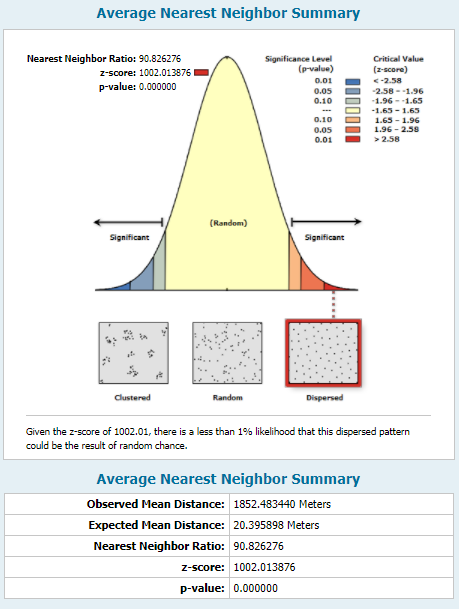 Average Nearest Neighbor Summary
Nearest Neighbor Ratio: 90.826276
z-score: 1002.013876
p-value: 0.000000
Significance Level
(p-value)
Critical Value
(z-score)
0.01 < -2.58
0.05 -2.58 - -1.96
0.10 -1.96 - -1.65
--- -1.65 - 1.65
0.10 1.65 - 1.96
0.05 1.96 - 2.58
0.01 > 2.58
(Random)
Significant Significant
Clustered Random Dispersed
Given the z-score of 1002.01, there is a less than 1% likelihood that this dispersed pattern
could be the result of random chance.
Average Nearest Neighbor Summary
Observed Mean Distance: 1852.483440 Meters
Expected Mean Distance: 20.395898 Meters
Nearest Neighbor Ratio: 90.826276
z-score: 1002.013876
p-value: 0.000000